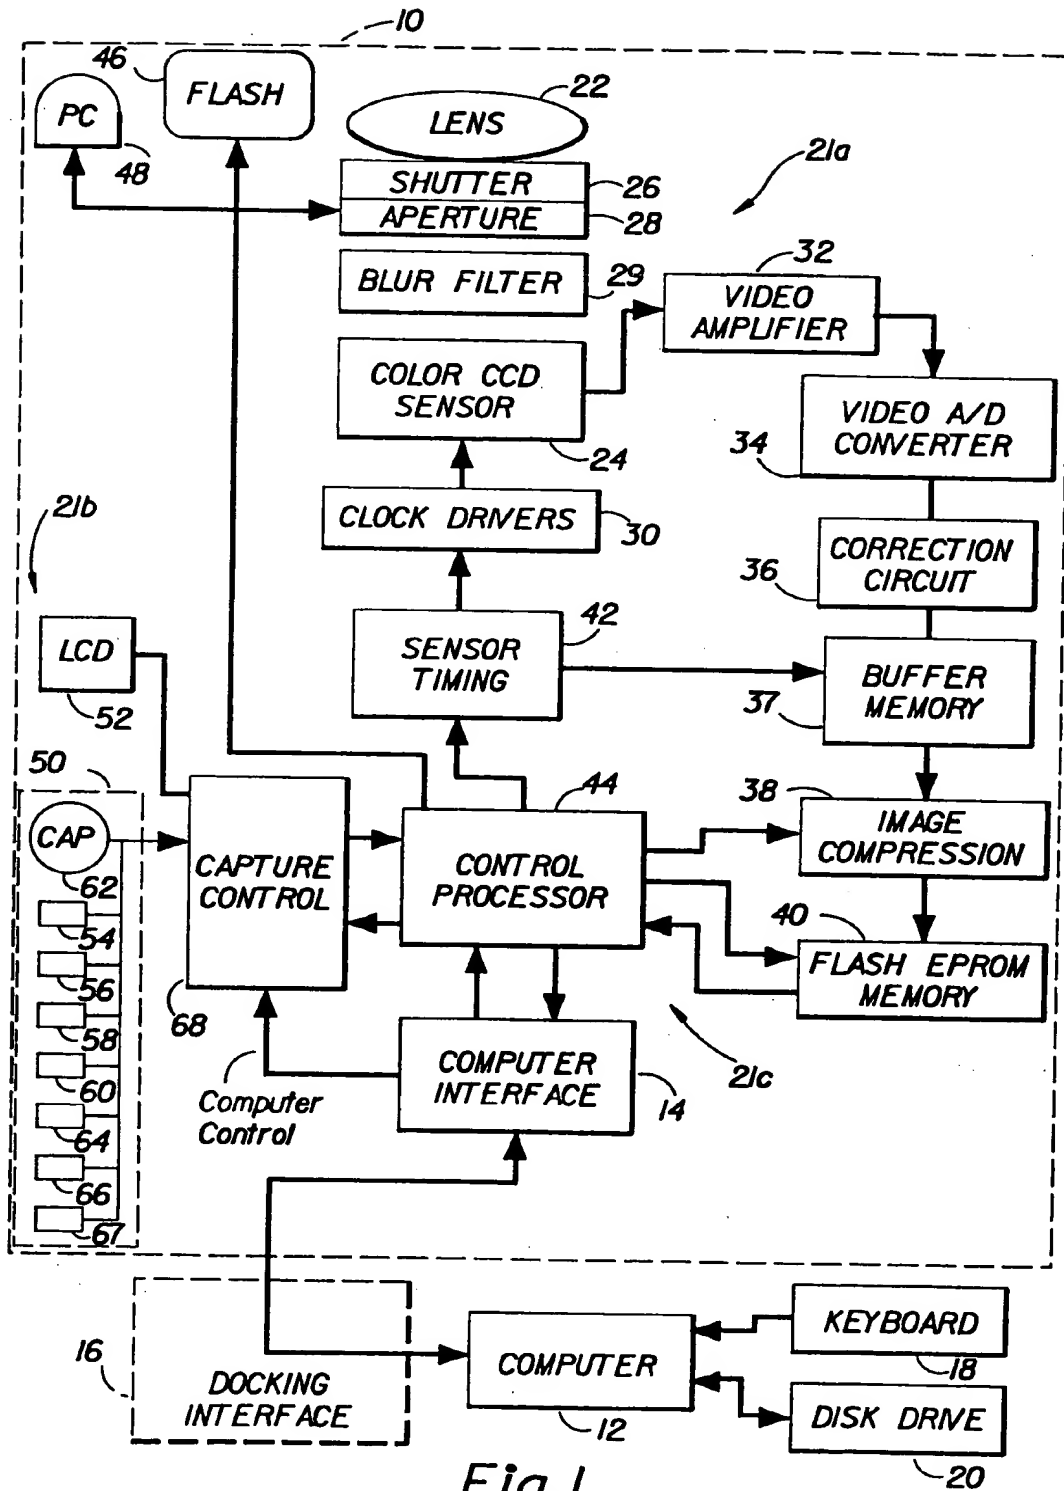 10
46
FLASH
PC
48
LENS
22
SHUTTER
26
APERTURE
28
21a
BLUR FILTER
29
32
VIDEO
AMPLIFIER
COLOR CCD
SENSOR
24
VIDEO A/D
CONVERTER
34
21b
CLOCK DRIVERS
30
CORRECTION
CIRCUIT
36
LCD
52
SENSOR
TIMING
42
BUFFER
MEMORY
37
50
CAP
62
54
56
58
60
64
66
67
CAPTURE
CONTROL
68
44
CONTROL
PROCESSOR
38
IMAGE
COMPRESSION
40
FLASH EPROM
MEMORY
21c
Computer
Control
COMPUTER
INTERFACE
14
16
DOCKING
INTERFACE
COMPUTER
12
KEYBOARD
18
DISK DRIVE
20
Fig. 1